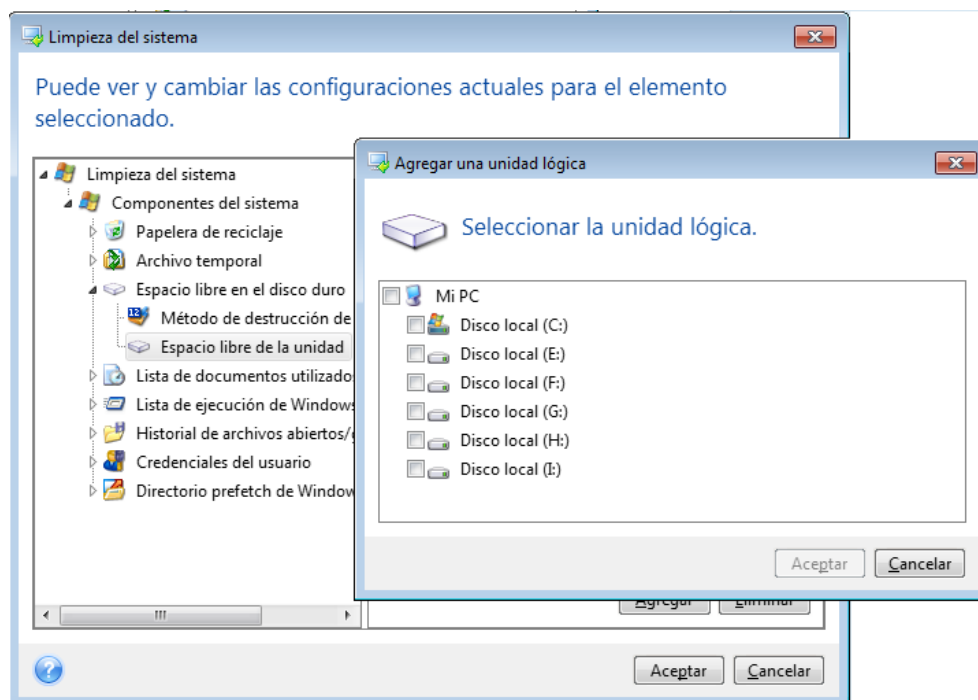 Limpieza del sistema
Puede ver y cambiar las configuraciones actuales para el elemento
seleccionado.
Limpieza del sistema
Componentes del sistema
Papelera de reciclaje
Archivo temporal
Espacio libre en el disco duro
Método de destrucción de
Espacio libre de la unidad
Lista de documentos utilizado
Lista de ejecución de Windows
Historial de archivos abiertos/
Credenciales del usuario
Directorio prefetch de Window
Agregar una unidad lógica
Seleccionar la unidad lógica.
Mi PC
Disco local (C:)
Disco local (E:)
Disco local (F:)
Disco local (G:)
Disco local (H:)
Disco local (I:)
Aceptar Cancelar
Agregar Eliminar
Aceptar Cancelar